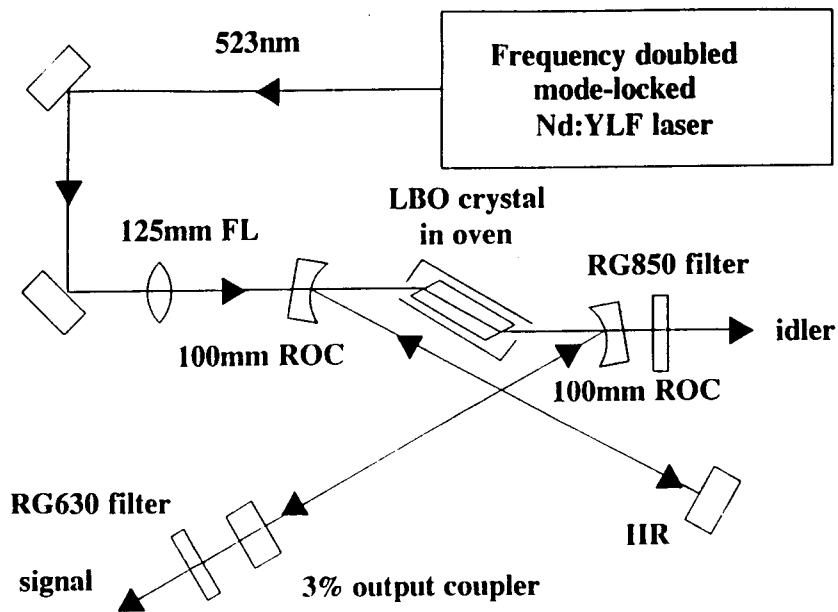 523nm
Frequency doubled
mode-locked
Nd:YLF laser
LBO crystal
in oven
125mm FL
RG850 filter
idler
100mm ROC
100mm ROC
RG630 filter
HR
signal
3% output coupler